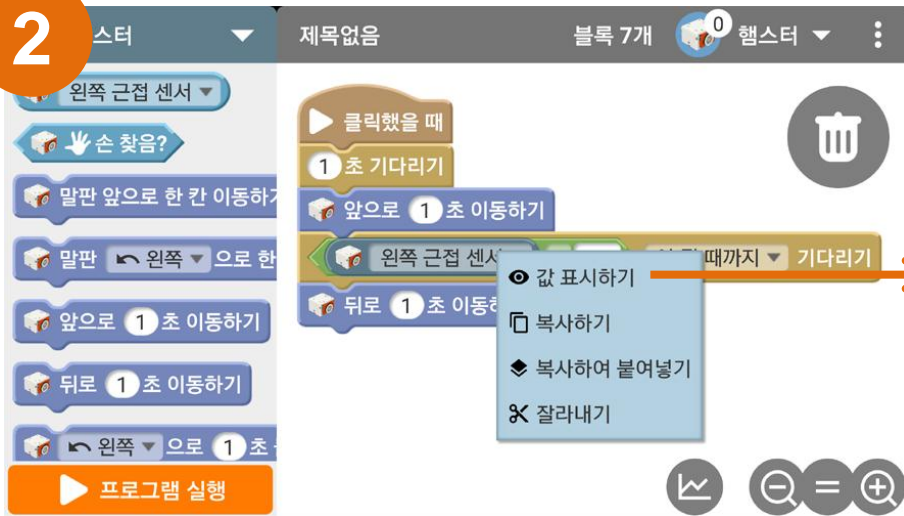 2
스터
제목없음
블록 7개
0
햄스터
왼쪽 근접 센서
손 찾음?
말판 앞으로 한 칸 이동하기
말판 왼쪽 으로 한
앞으로 1 초 이동하기
뒤로 1 초 이동하기
왼쪽 으로 1 초
프로그램 실행
클릭했을 때
1 초 기다리기
앞으로 1 초 이동하기
왼쪽 근접 센서 때까지 기다리기
뒤로 1 초 이동하기
값 표시하기
복사하기
복사하여 붙여넣기
잘라내기